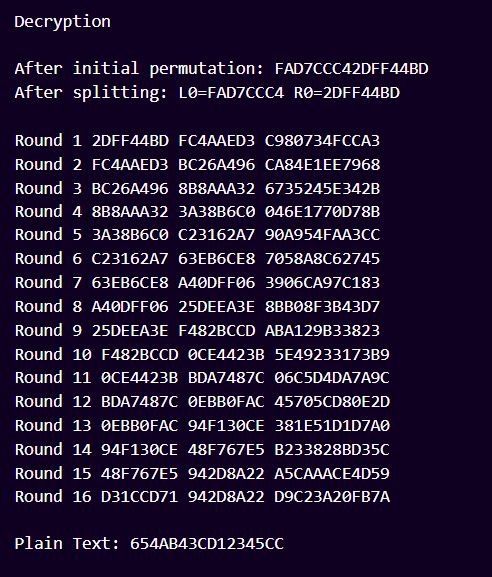 Decryption
After initial permutation: FAD7CCC42DFF44BD
After splitting: L0=FAD7CCC4 R0=2DFF44BD
Round 1 2DFF44BD FC4AAED3 C980734FCCA3
Round 2 FC4AAED3 BC26A496 CA84E1EE7968
Round 3 BC26A496 8B8AAA32 6735245E342B
Round 4 8B8AAA32 3A38B6C0 046E1770D78B
Round 5 3A38B6C0 C23162A7 90A954FAA3CC
Round 6 C23162A7 63EB6CE8 7058A8C62745
Round 7 63EB6CE8 A40DFF06 3906CA97C183
Round 8 A40DFF06 25DEEA3E 8BB08F3B43D7
Round 9 25DEEA3E F482BCCD ABA129B33823
Round 10 F482BCCD 0CE4423B 5E49233173B9
Round 11 0CE4423B BDA7487C 06C5D4DA7A9C
Round 12 BDA7487C 0EBB0FAC 45705CD80E2D
Round 13 0EBB0FAC 94F130CE 381E51D1D7A0
Round 14 94F130CE 48F767E5 B233828BD35C
Round 15 48F767E5 942D8A22 A5CAAACE4D59
Round 16 D31CCD71 942D8A22 D9C23A20FB7A
Plain Text: 654AB43CD12345CC